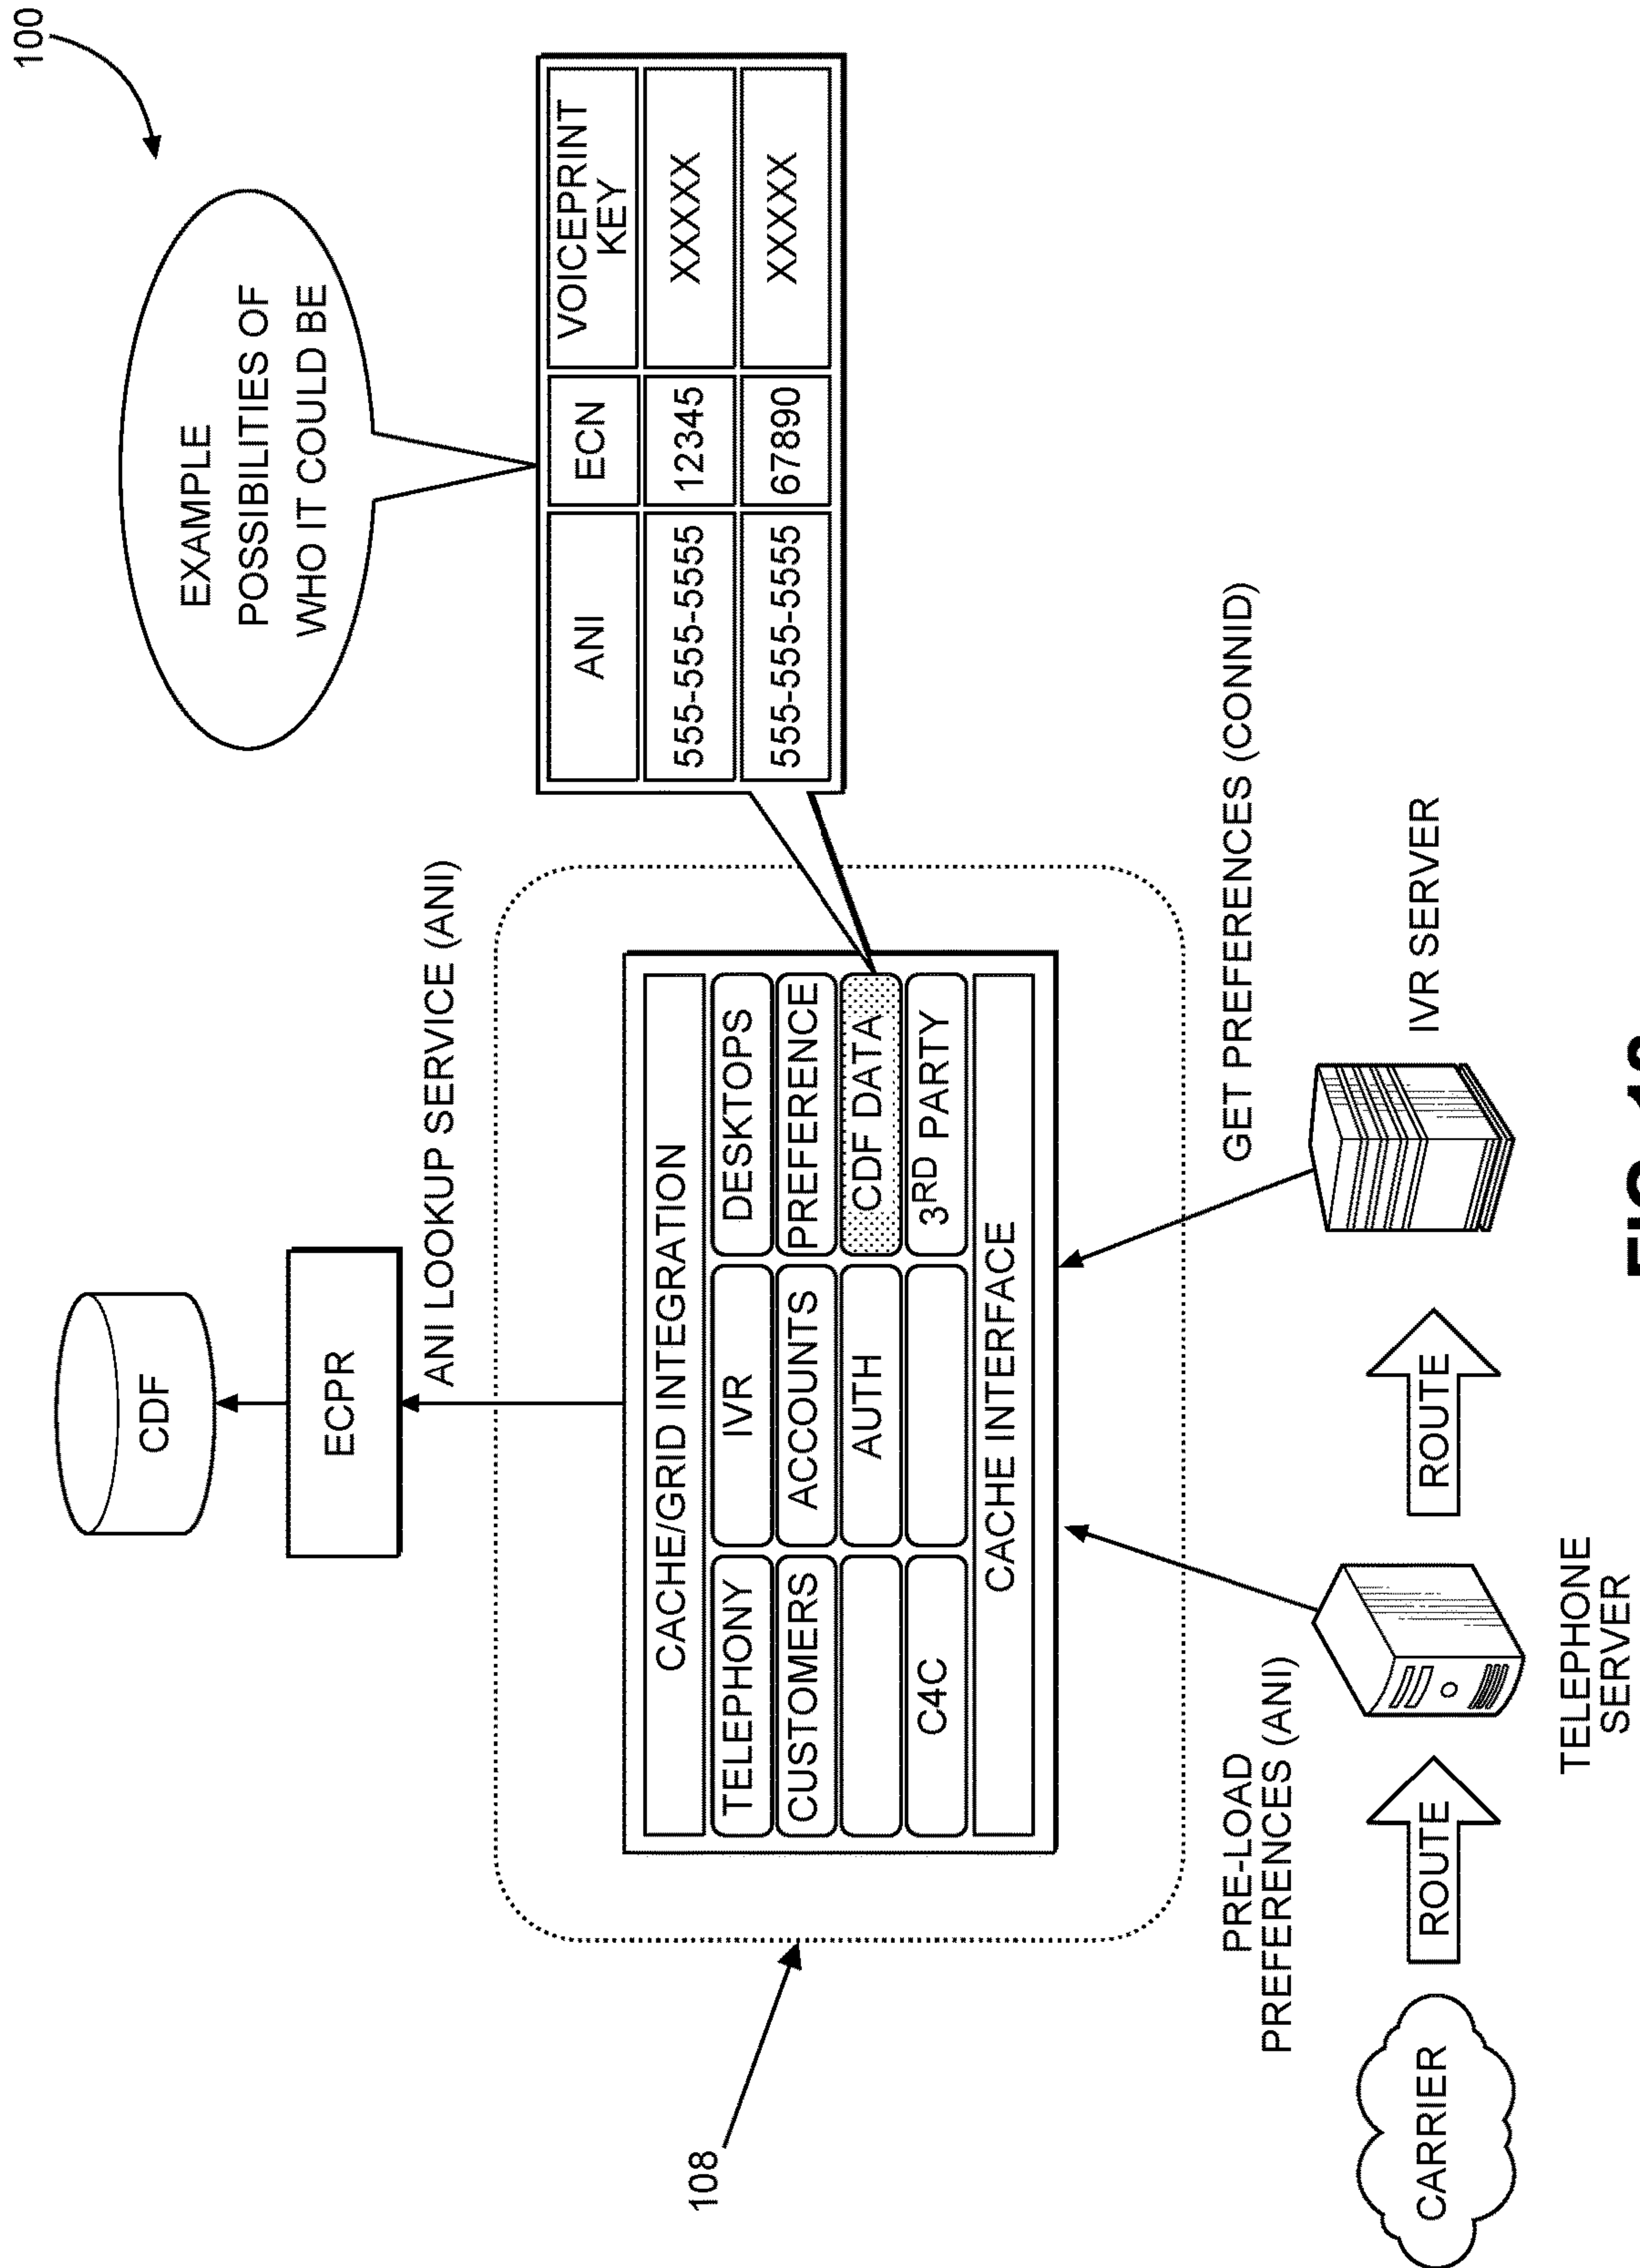 100
CDF
ECPR
ANI LOOKUP SERVICE (ANI)
EXAMPLE
POSSIBILITIES OF
WHO IT COULD BE
ANI
ECN
VOICEPRINT
KEY
555-555-5555
12345
XXXXX
555-555-5555
67890
XXXXX
108
CACHE/GRID INTEGRATION
TELEPHONY
IVR
DESKTOPS
CUSTOMERS
ACCOUNTS
PREFERENCE
AUTH
CDF DATA
C4C
3RD PARTY
CACHE INTERFACE
PRE-LOAD
PREFERENCES (ANI)
GET PREFERENCES (CONNID)
CARRIER
ROUTE
ROUTE
TELEPHONE
SERVER
IVR SERVER